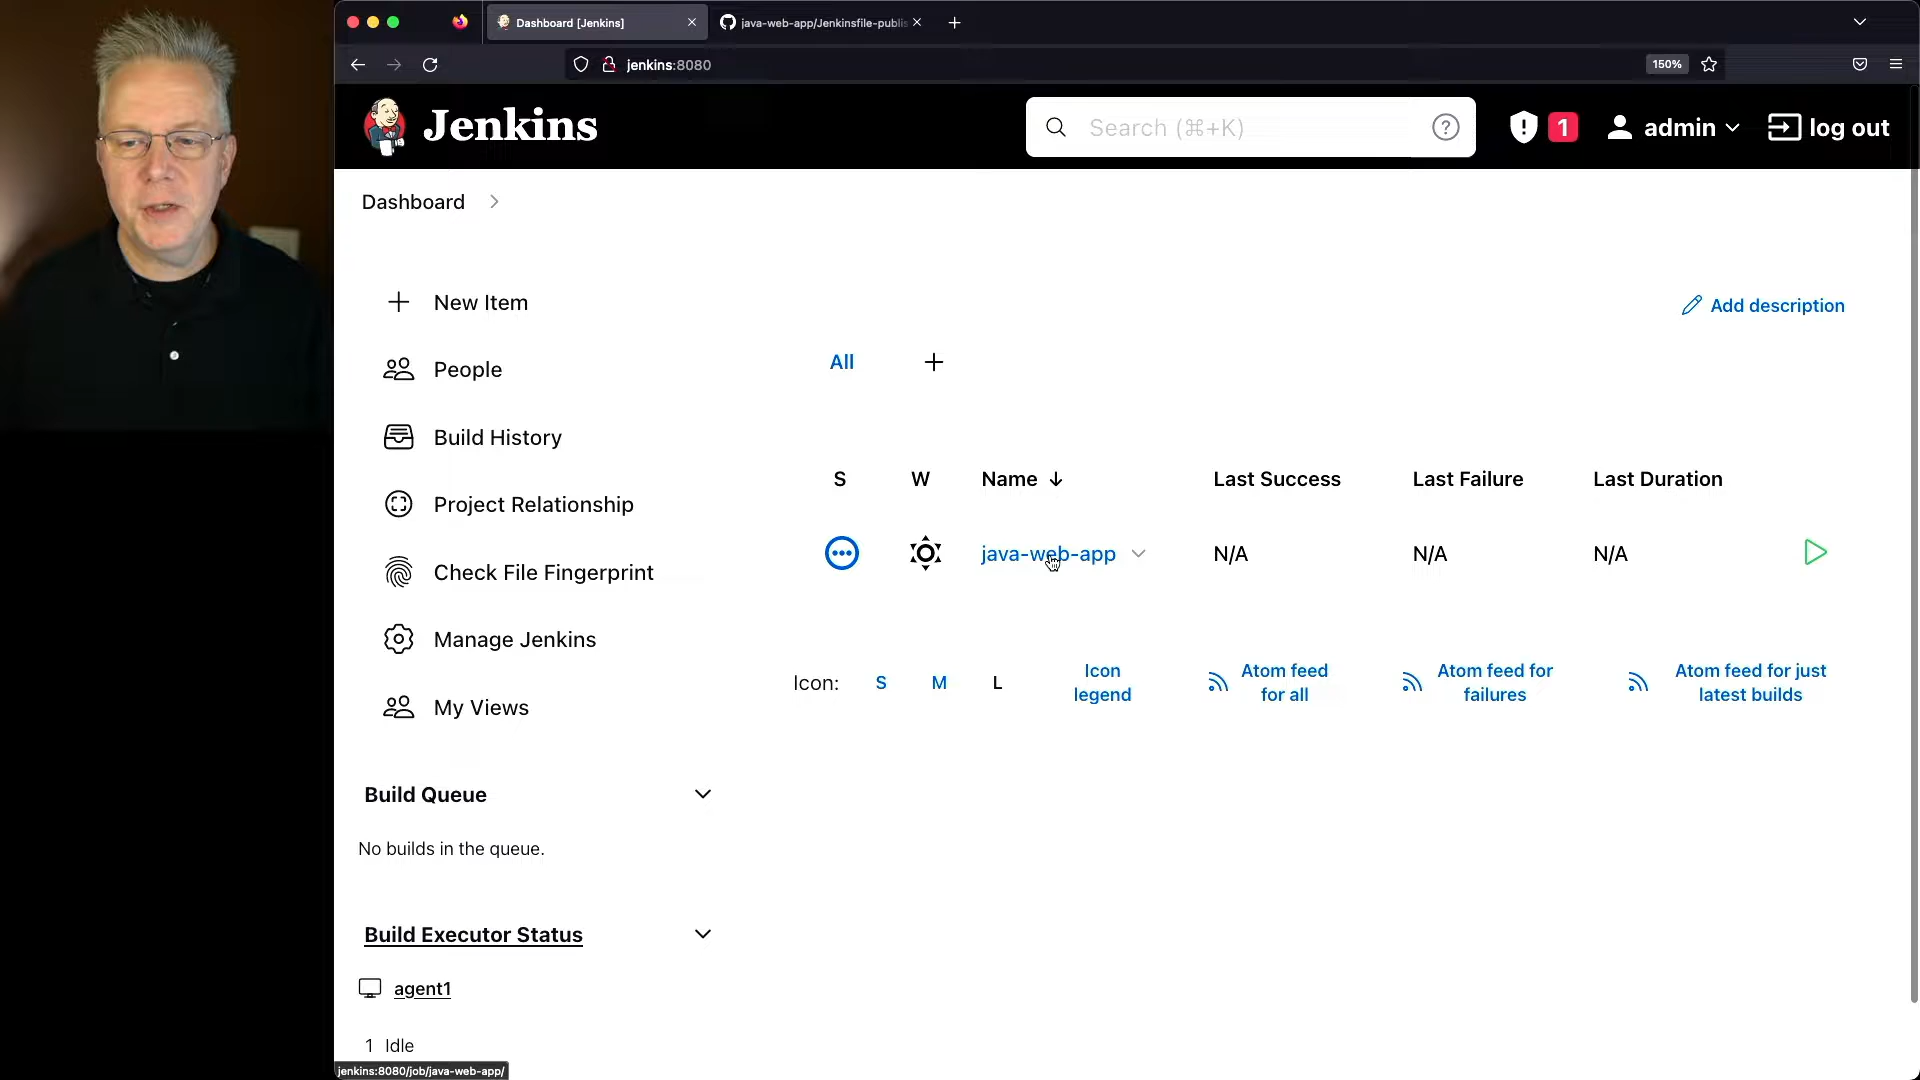 Dashboard [Jenkins]
java-web-app/Jenkinsfile-publis
jenkins:8080
150%
Jenkins
Search (⌘+K)
1
admin
log out
Dashboard
New Item
Add description
People
All
Build History
S W Name ↓ Last Success Last Failure Last Duration
Project Relationship
java-web-app N/A N/A N/A
Check File Fingerprint
Manage Jenkins
Icon: S M L
Icon
legend
Atom feed
for all
Atom feed for
failures
Atom feed for just
latest builds
My Views
Build Queue
No builds in the queue.
Build Executor Status
agent1
1 Idle
jenkins:8080/job/java-web-app/